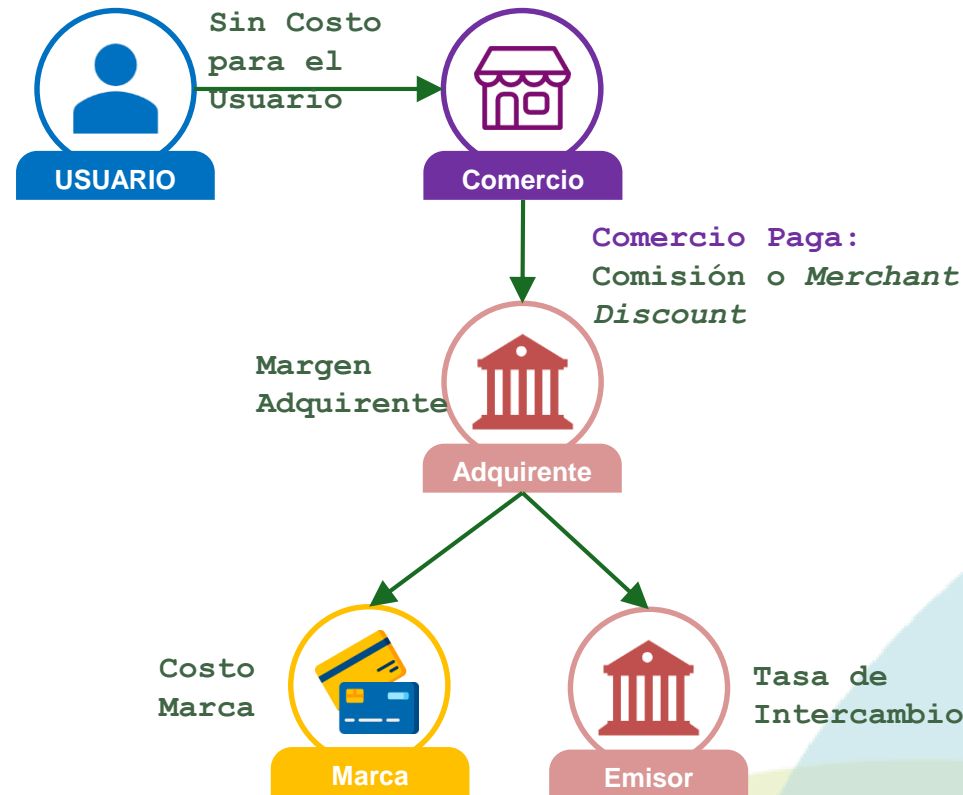 Sin Costo
para el
Usuario
USUARIO
Comercio
Comercio Paga:
Comisión o Merchant
Discount
Margen
Adquirente
Adquirente
Costo
Marca
Tasa de
Intercambio
Marca
Emisor